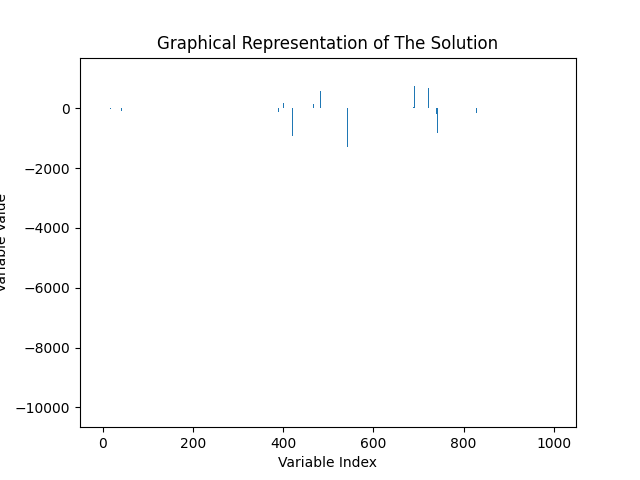 Graphical Representation of The Solution
0
−2000
−4000
−6000
−8000
−10000
Variable Value
0 200 400 600 800 1000
Variable Index